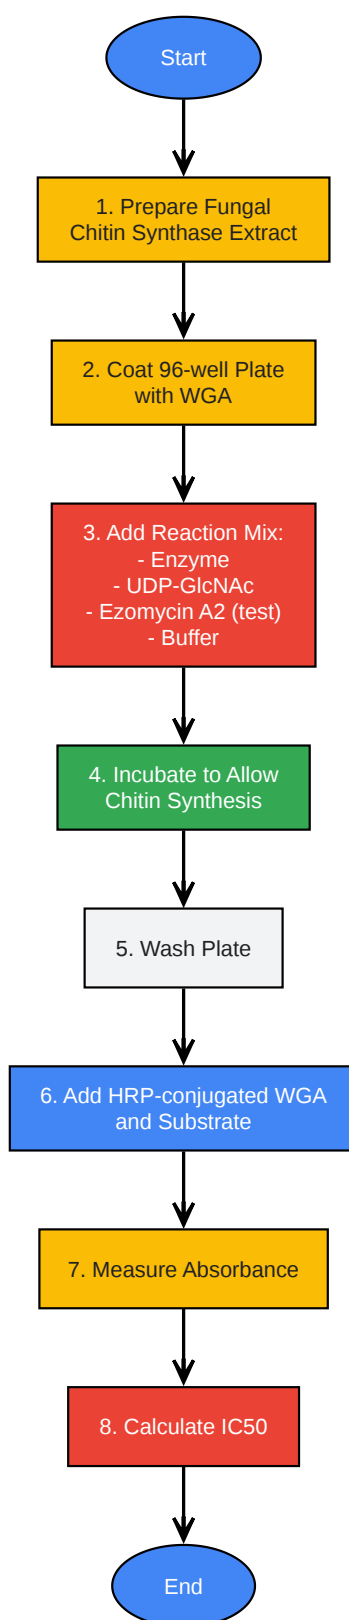 Start
1. Prepare Fungal
Chitin Synthase Extract
2. Coat 96-well Plate
with WGA
3. Add Reaction Mix:
- Enzyme
- UDP-GlcNAc
- Ezomycin A2 (test)
- Buffer
4. Incubate to Allow
Chitin Synthesis
5. Wash Plate
6. Add HRP-conjugated WGA
and Substrate
7. Measure Absorbance
8. Calculate IC50
End